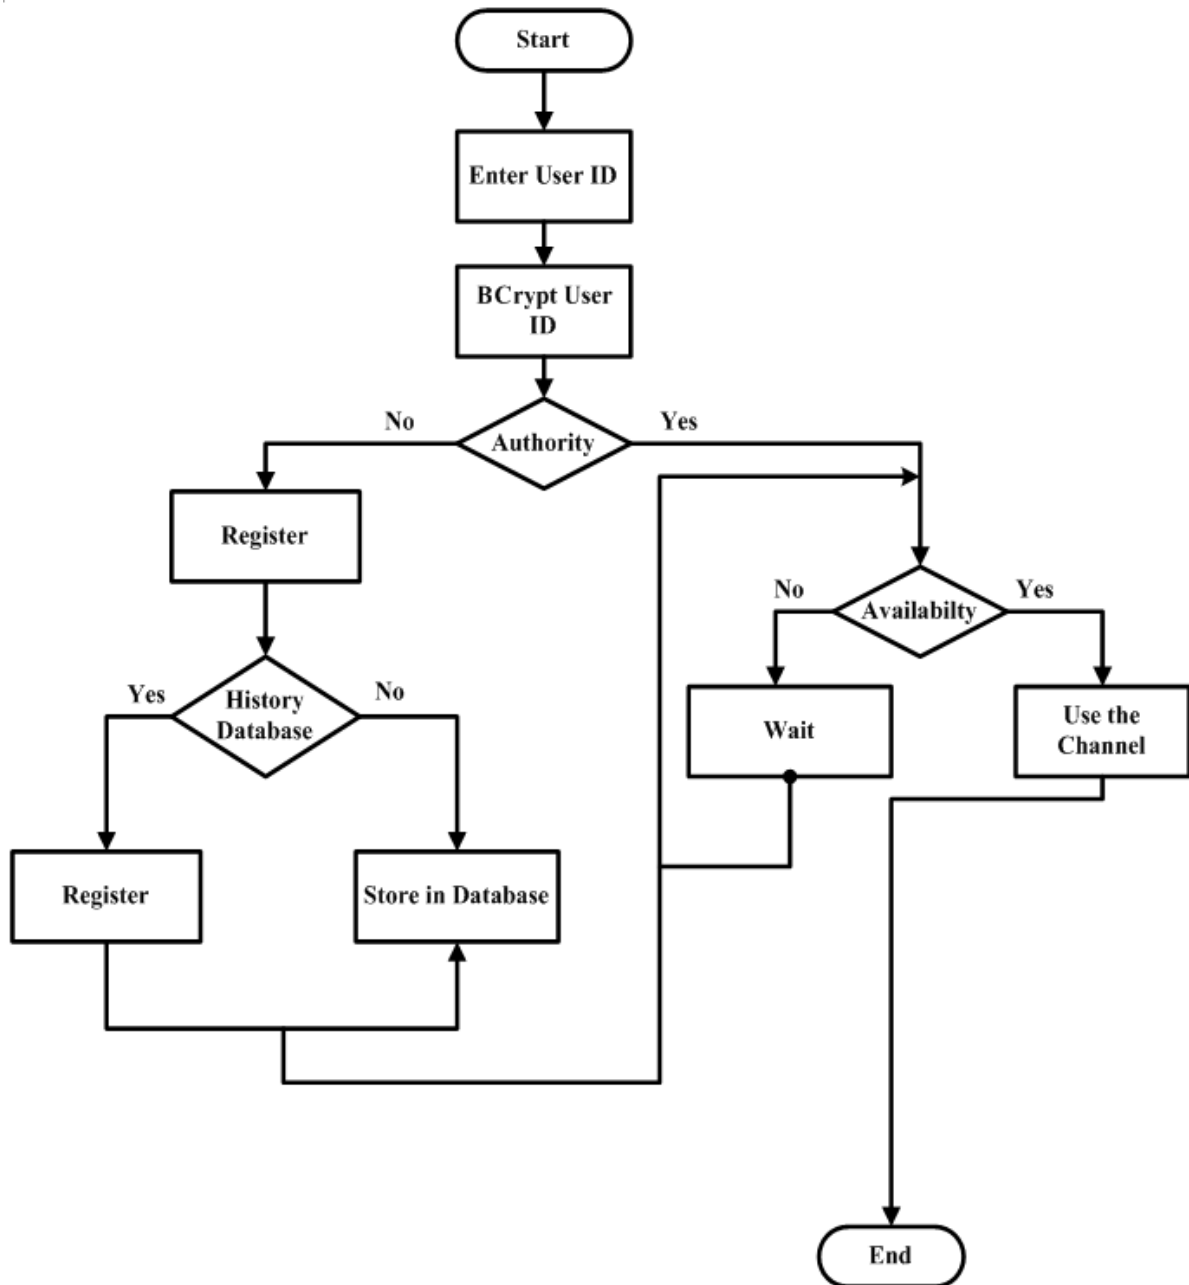 Start
Enter User ID
BCrypt User
ID
No
Authority
Yes
Register
No
Availabilty
Yes
Yes
History
Database
No
Wait
Use the
Channel
Register
Store in Database
End